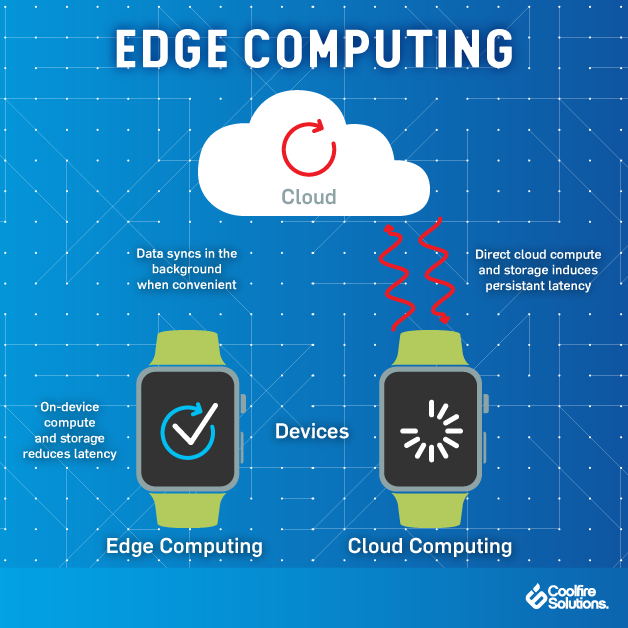 EDGE COMPUTING
Cloud
Data syncs in the
background
when convenient
Direct cloud compute
and storage induces
persistant latency
On-device
compute
and storage
reduces latency
Devices
Edge Computing
Cloud Computing
Coolfire
Solutions.